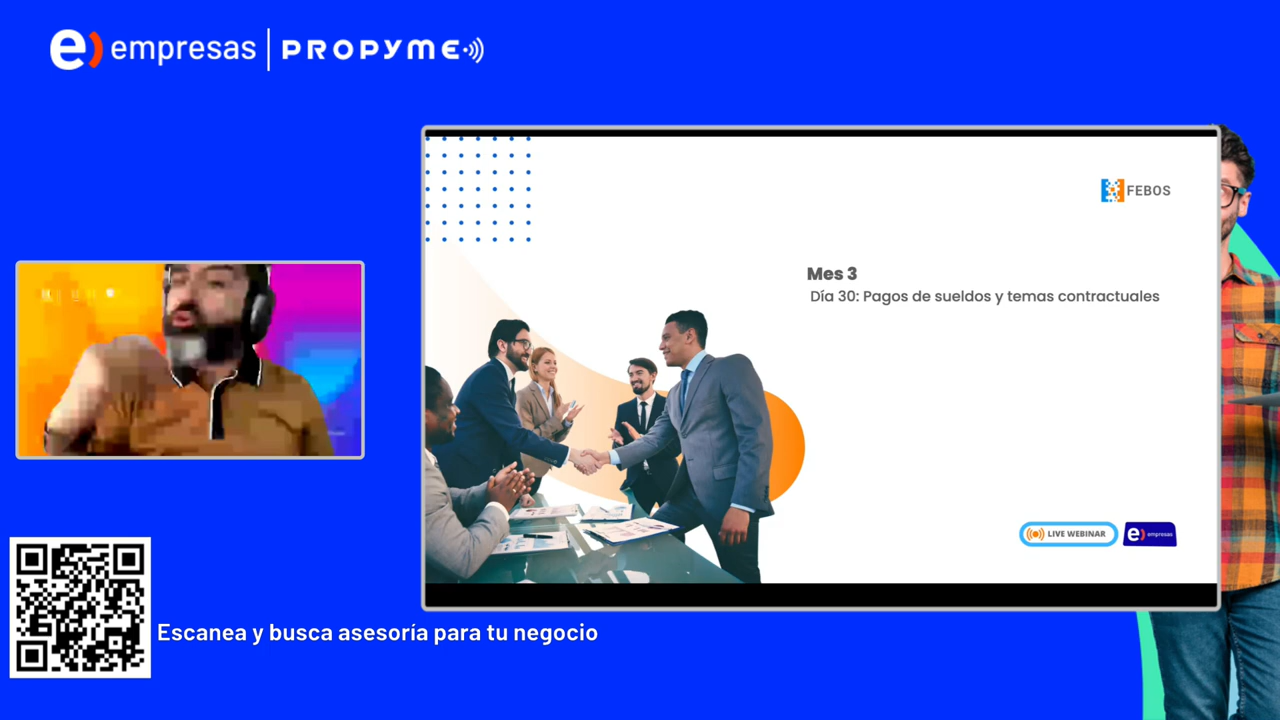 e) empresas | PROPYME
FEBOS
Mes 3
Día 30: Pagos de sueldos y temas contractuales
LIVE WEBINAR
e) empresas
Escanea y busca asesoría para tu negocio